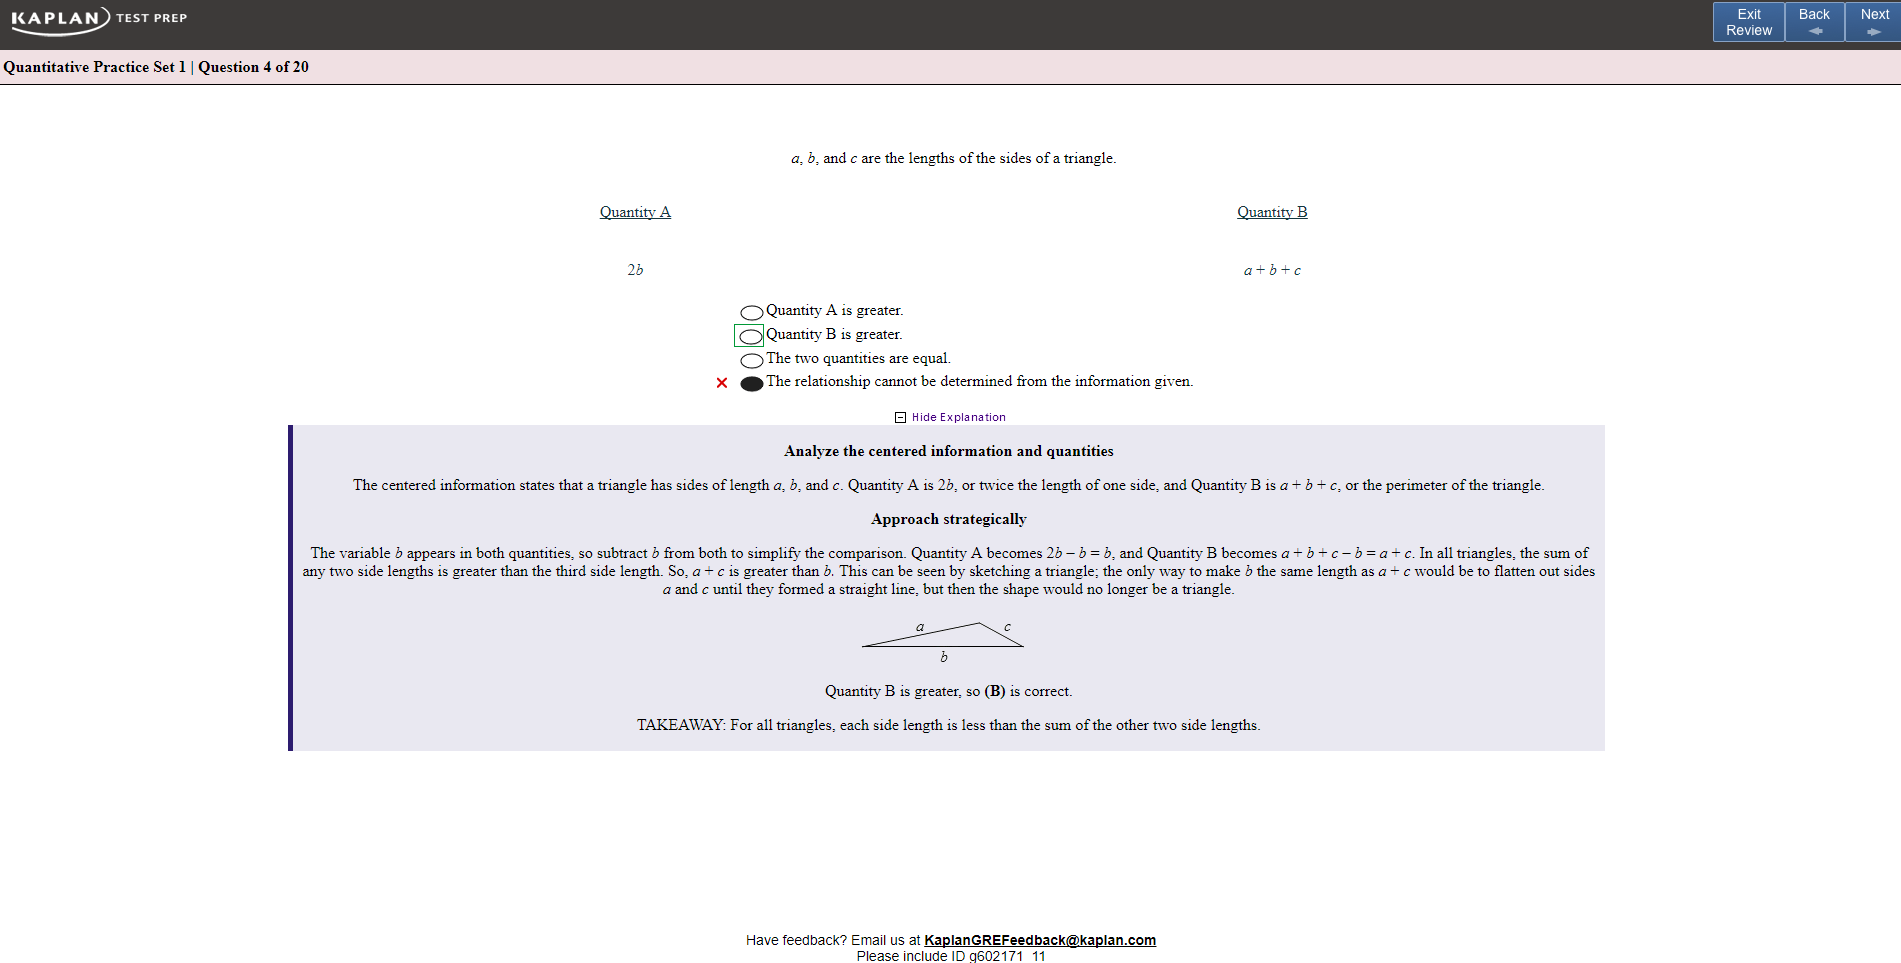 KAPLAN TEST PREP
Exit Review
Back
Next
Quantitative Practice Set 1 | Question 4 of 20
a, b, and c are the lengths of the sides of a triangle.
Quantity A
Quantity B
2b
a + b + c
Quantity A is greater.
Quantity B is greater.
The two quantities are equal.
The relationship cannot be determined from the information given.
Hide Explanation
Analyze the centered information and quantities
The centered information states that a triangle has sides of length a, b, and c. Quantity A is 2b, or twice the length of one side, and Quantity B is a + b + c, or the perimeter of the triangle.
Approach strategically
The variable b appears in both quantities, so subtract b from both to simplify the comparison. Quantity A becomes 2b – b = b, and Quantity B becomes a + b + c – b = a + c. In all triangles, the sum of
any two side lengths is greater than the third side length. So, a + c is greater than b. This can be seen by sketching a triangle; the only way to make b the same length as a + c would be to flatten out sides
a and c until they formed a straight line, but then the shape would no longer be a triangle.
a
c
b
Quantity B is greater, so (B) is correct.
TAKEAWAY: For all triangles, each side length is less than the sum of the other two side lengths.
Have feedback? Email us at KaplanGREFeedback@kaplan.com
Please include ID g602171_11